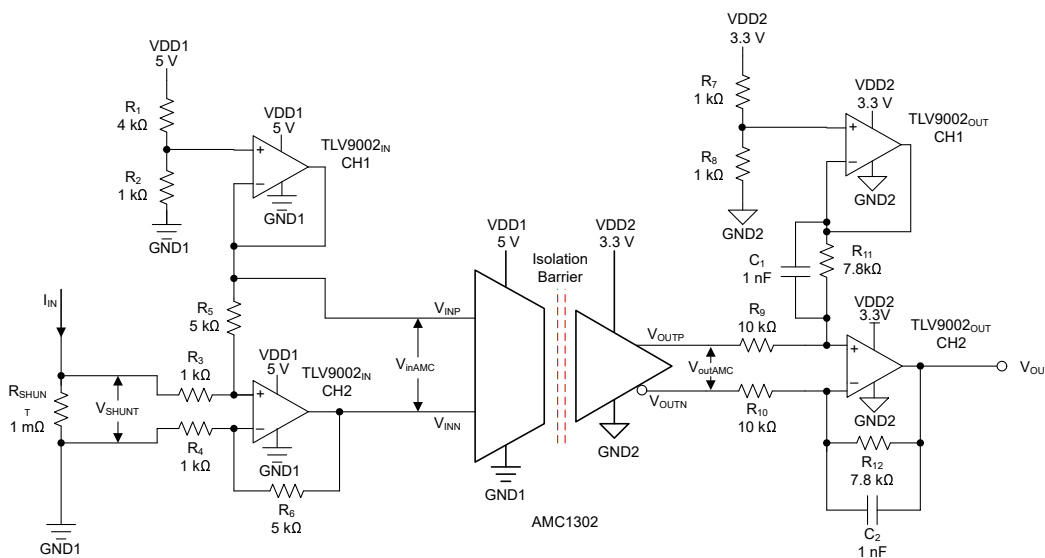 VDD1
5 V
R1
4 kΩ
R2
1 kΩ
GND1
VDD1
5 V
TLV9002IN
CH1
+
−
GND1
R5
5 kΩ
IIN
RSHUN
T
1 mΩ
VSHUNT
GND1
R3
1 kΩ
R4
1 kΩ
VDD1
5 V
TLV9002IN
CH2
+
−
GND1
R6
5 kΩ
VINP
VinAMC
VINN
VDD1
5 V
GND1
Isolation
Barrier
AMC1302
VDD2
3.3 V
GND2
VOUTP
VoutAMC
VOUTN
VDD2
3.3 V
R7
1 kΩ
R8
1 kΩ
GND2
VDD2
3.3 V
TLV9002OUT
CH1
+
−
GND2
C1
1 nF
R11
7.8kΩ
R9
10 kΩ
R10
10 kΩ
VDD2
3.3V
TLV9002OUT
CH2
+
−
GND2
VOU
R12
7.8 kΩ
C2
1 nF